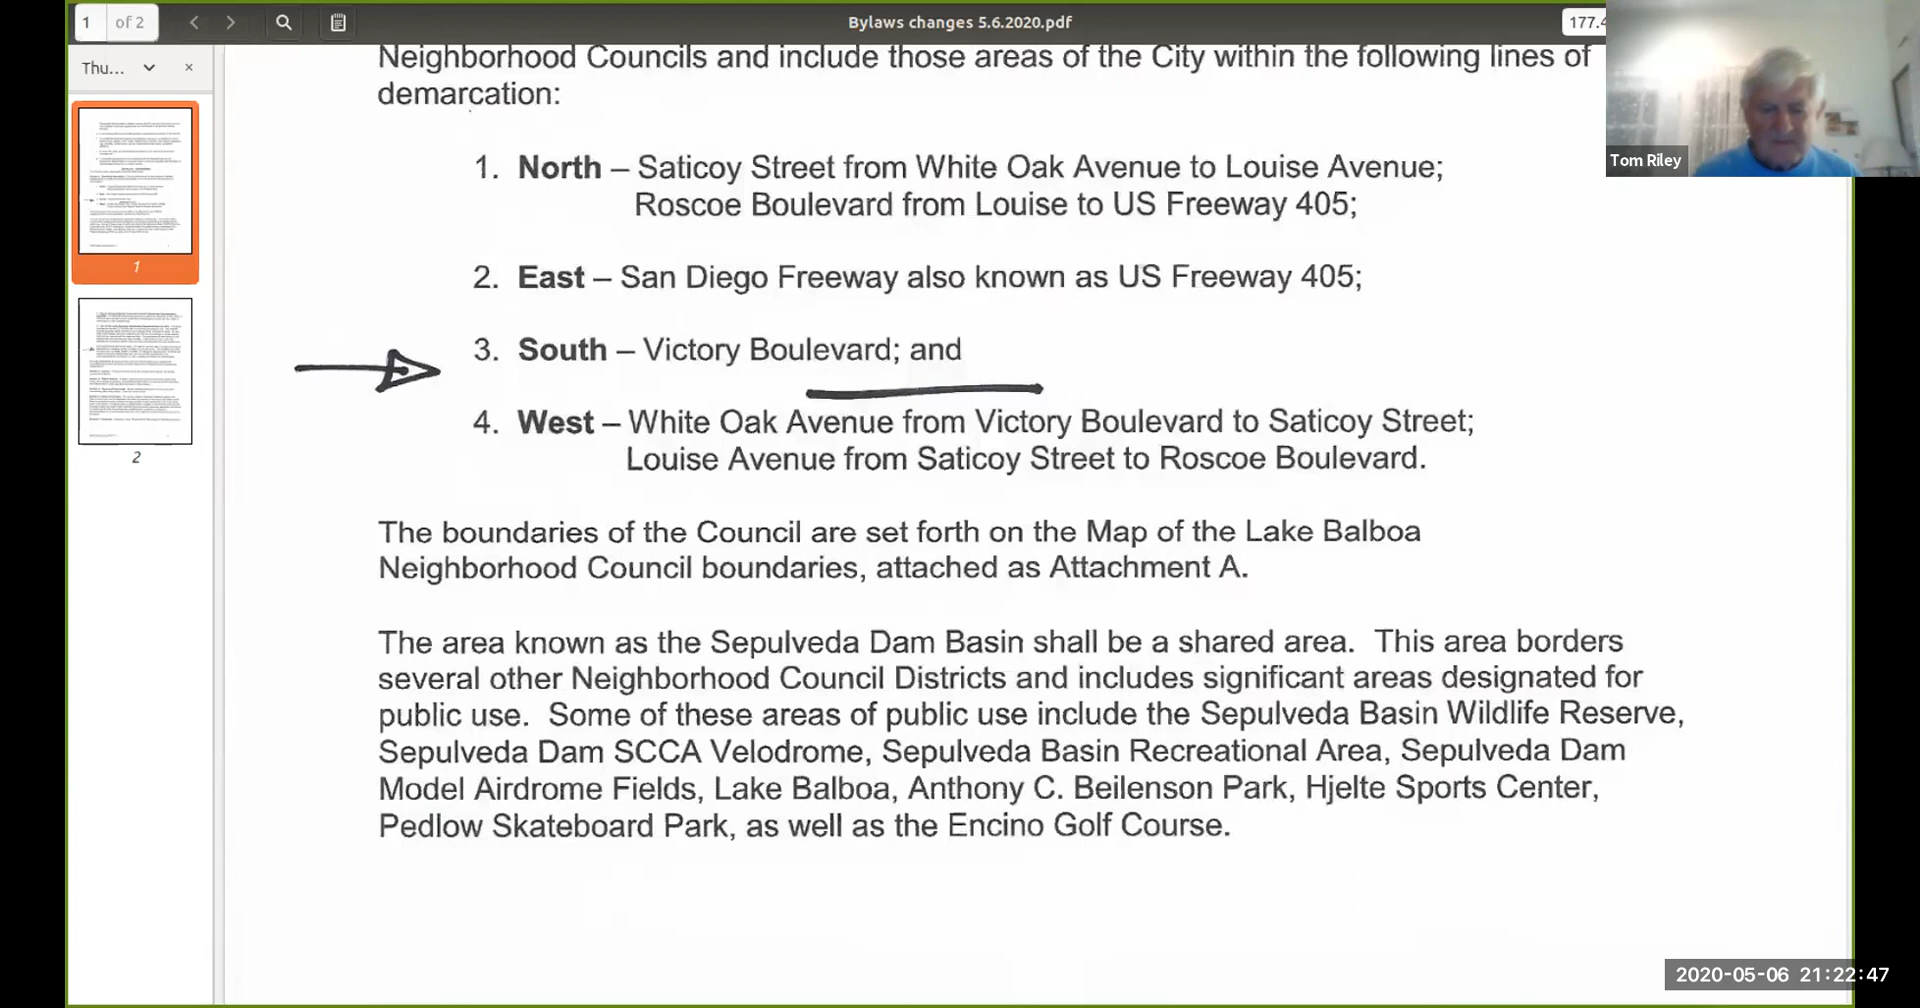 1 of 2
Bylaws changes 5.6.2020.pdf
177.4
Thu...
1
2
Tom Riley
Neighborhood Councils and include those areas of the City within the following lines of
demarcation:
1. North – Saticoy Street from White Oak Avenue to Louise Avenue;
Roscoe Boulevard from Louise to US Freeway 405;
2. East – San Diego Freeway also known as US Freeway 405;
3. South – Victory Boulevard; and
4. West – White Oak Avenue from Victory Boulevard to Saticoy Street;
Louise Avenue from Saticoy Street to Roscoe Boulevard.
The boundaries of the Council are set forth on the Map of the Lake Balboa
Neighborhood Council boundaries, attached as Attachment A.
The area known as the Sepulveda Dam Basin shall be a shared area. This area borders
several other Neighborhood Council Districts and includes significant areas designated for
public use. Some of these areas of public use include the Sepulveda Basin Wildlife Reserve,
Sepulveda Dam SCCA Velodrome, Sepulveda Basin Recreational Area, Sepulveda Dam
Model Airdrome Fields, Lake Balboa, Anthony C. Beilenson Park, Hjelte Sports Center,
Pedlow Skateboard Park, as well as the Encino Golf Course.
2020-05-06 21:22:47